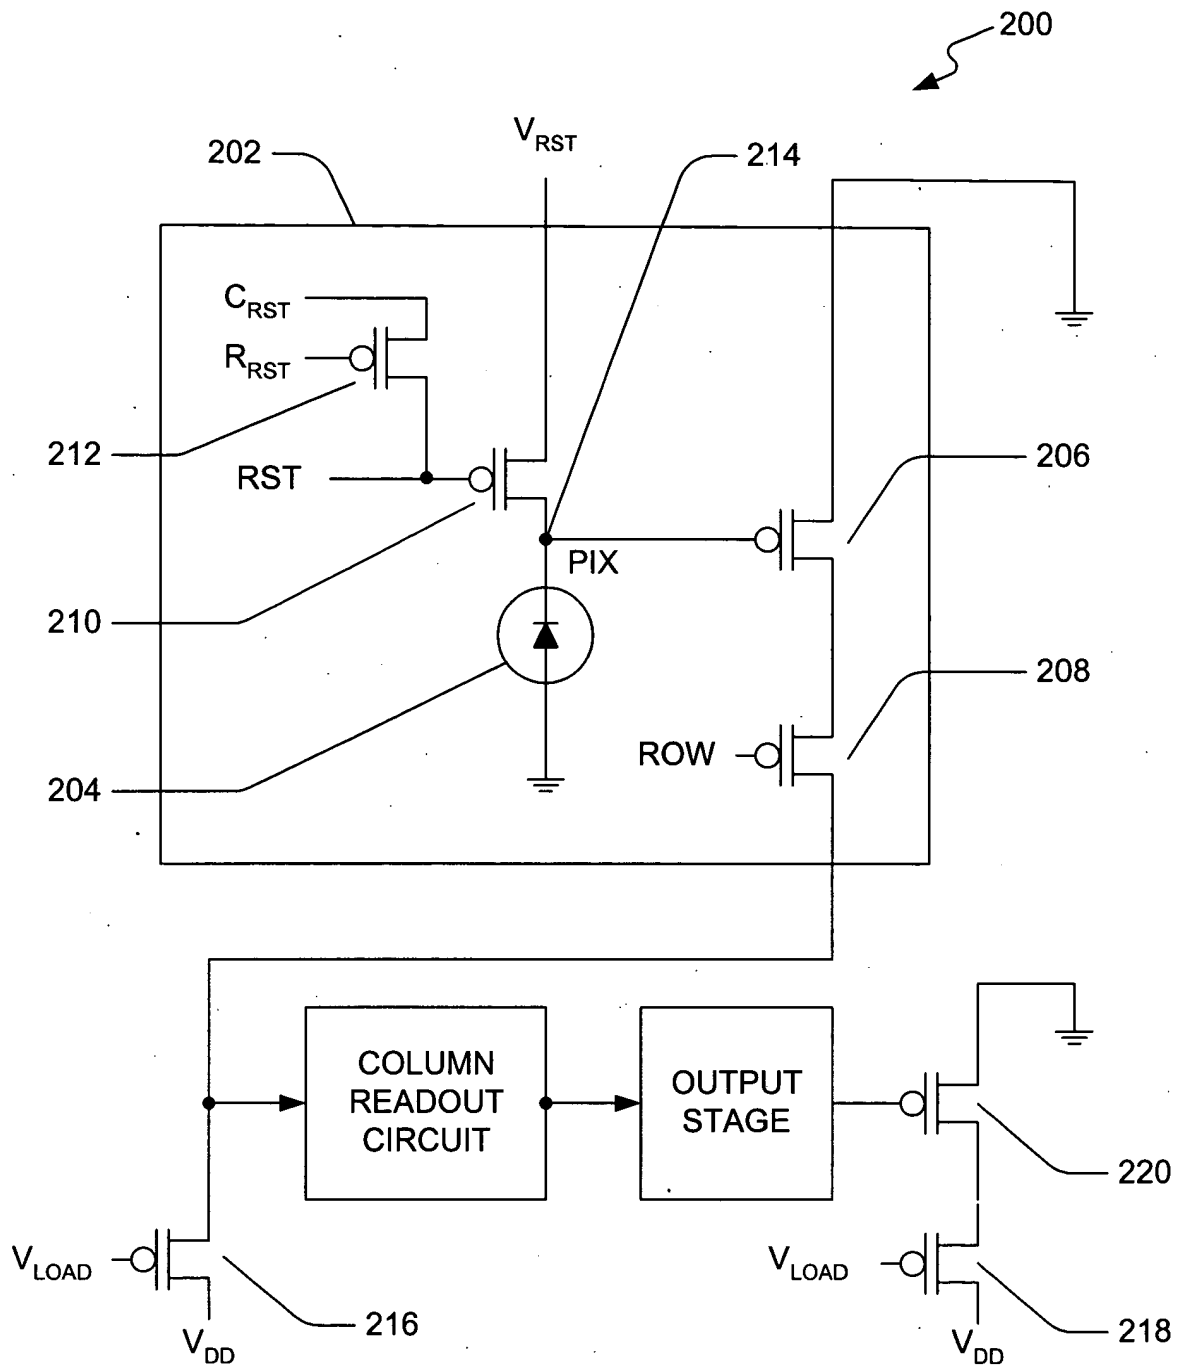 200
V_RST
202
214
C_RST
R_RST
212
RST
206
PIX
210
208
ROW
204
COLUMN
READOUT
CIRCUIT
OUTPUT
STAGE
220
V_LOAD
V_LOAD
216
218
V_DD
V_DD